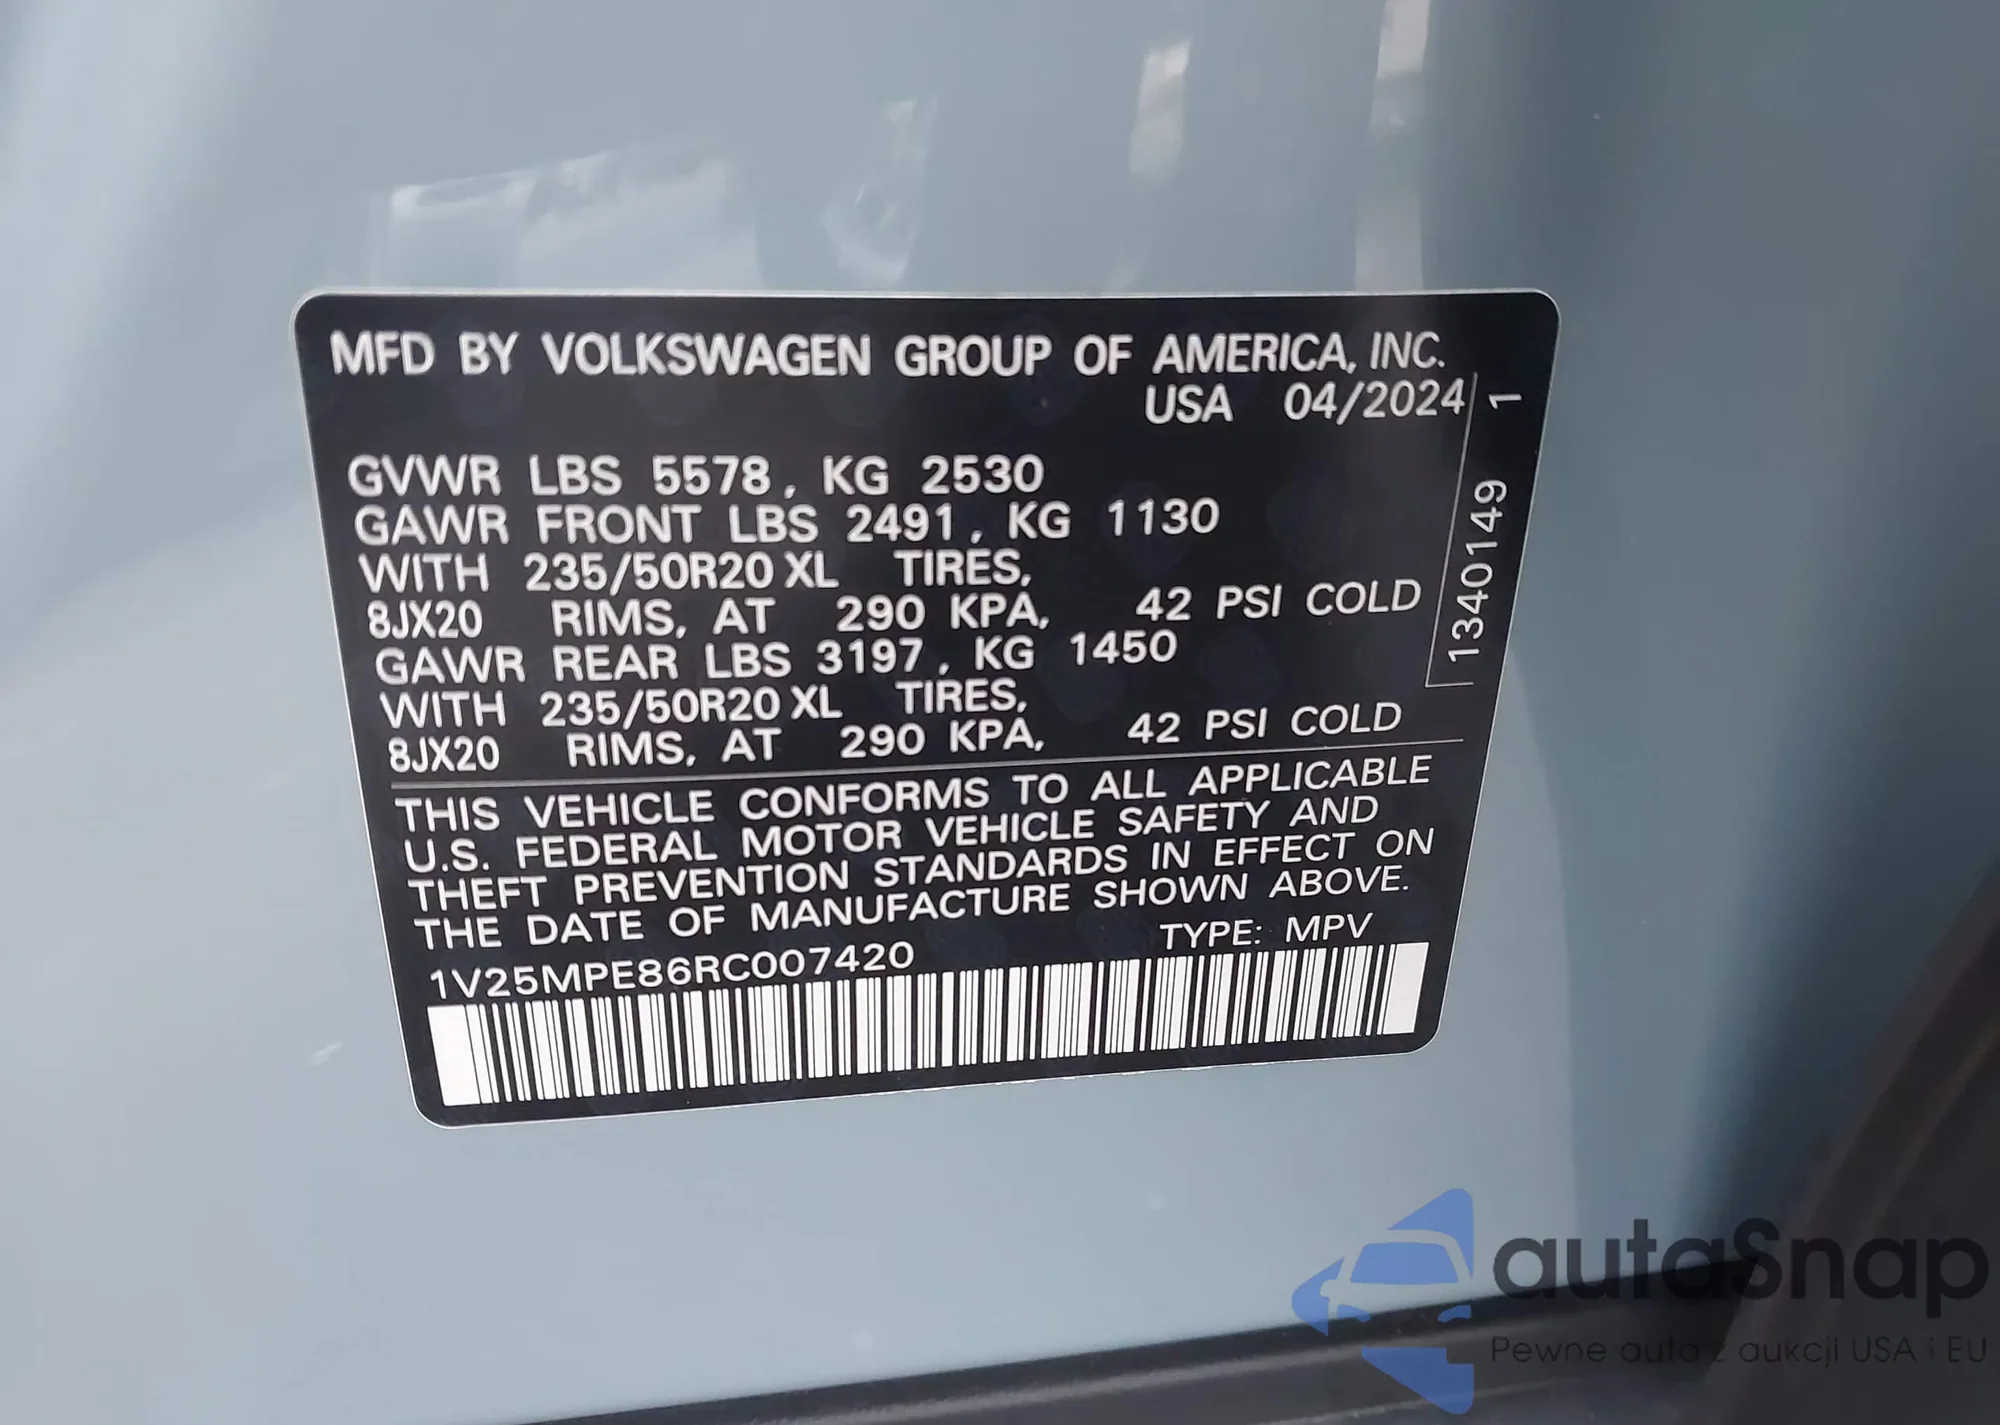 MFD BY VOLKSWAGEN GROUP OF AMERICA, INC.
USA 04/2024
GVWR LBS 5578, KG 2530
GAWR FRONT LBS 2491, KG 1130
WITH 235/50R20 XL TIRES,
8JX20 RIMS, AT 290 KPA, 42 PSI COLD
GAWR REAR LBS 3197, KG 1450
WITH 235/50R20 XL TIRES,
8JX20 RIMS, AT 290 KPA, 42 PSI COLD
13401491 1
THIS VEHICLE CONFORMS TO ALL APPLICABLE
U.S. FEDERAL MOTOR VEHICLE SAFETY AND
THEFT PREVENTION STANDARDS IN EFFECT ON
THE DATE OF MANUFACTURE SHOWN ABOVE.
TYPE: MPV
1V25MPE86RC007420
autaSnap
Pewne auta z aukcji USA i EU